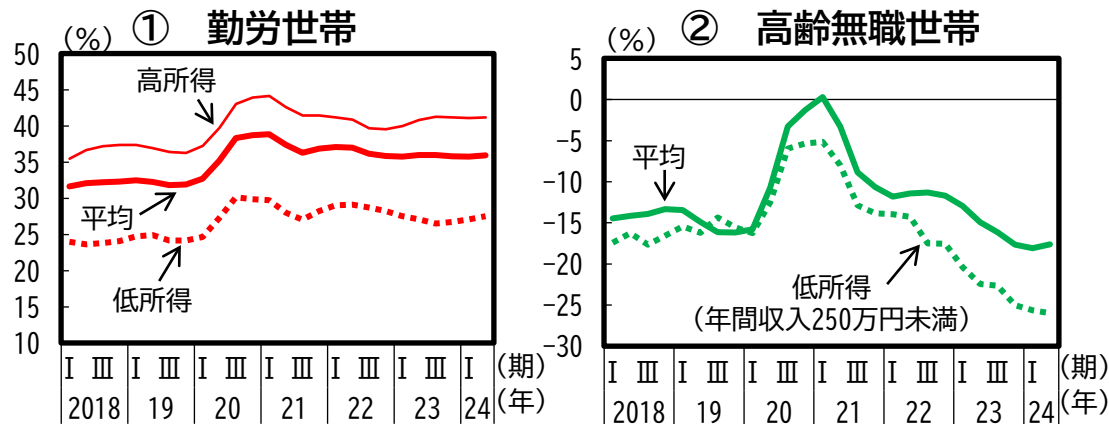 ① 勤労世帯
(%)
50
45
40
35
30
25
20
15
10
高所得
平均
低所得
Ⅰ Ⅲ Ⅰ Ⅲ Ⅰ Ⅲ Ⅰ Ⅲ Ⅰ Ⅲ Ⅰ Ⅲ Ⅰ (期)
2018 19 20 21 22 23 24 (年)
② 高齢無職世帯
(%)
5
0
-5
-10
-15
-20
-25
-30
平均
低所得
(年間収入250万円未満)
Ⅰ Ⅲ Ⅰ Ⅲ Ⅰ Ⅲ Ⅰ Ⅲ Ⅰ Ⅲ Ⅰ Ⅲ Ⅰ (期)
2018 19 20 21 22 23 24 (年)